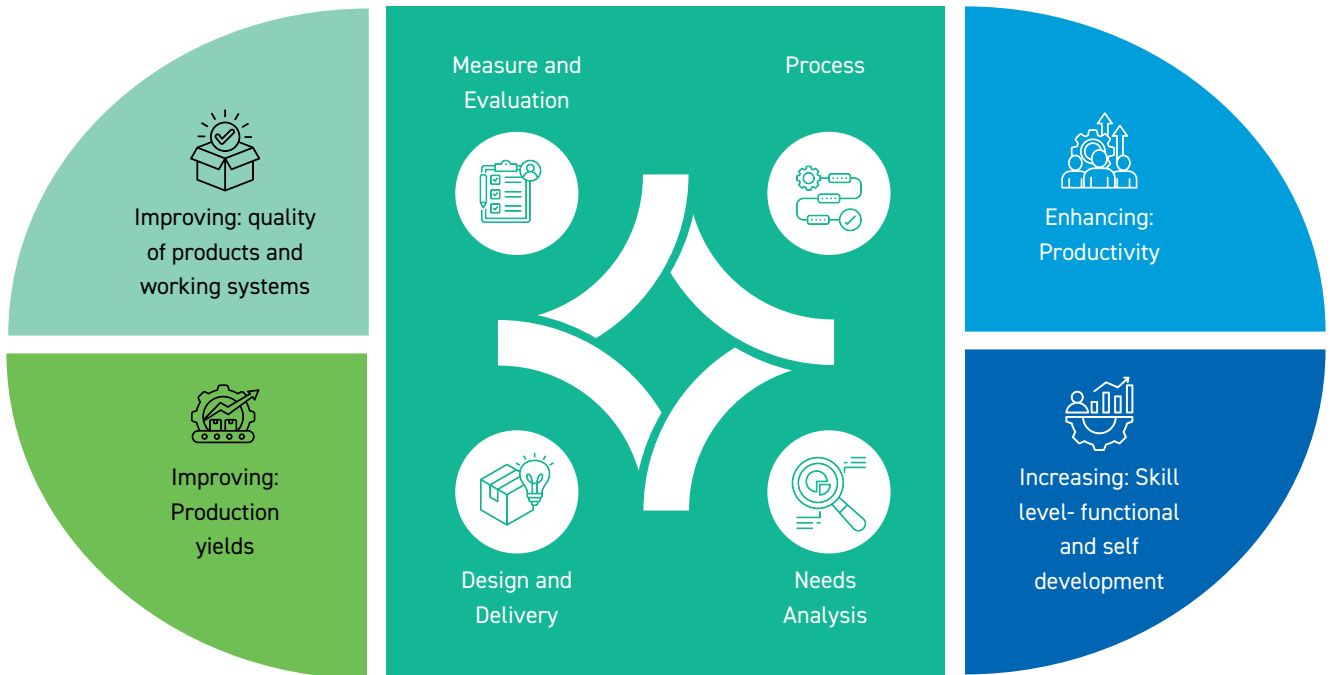 Improving: quality
of products and
working systems
Improving:
Production
yields
Measure and
Evaluation
Process
Design and
Delivery
Needs
Analysis
Enhancing:
Productivity
Increasing: Skill
level- functional
and self
development